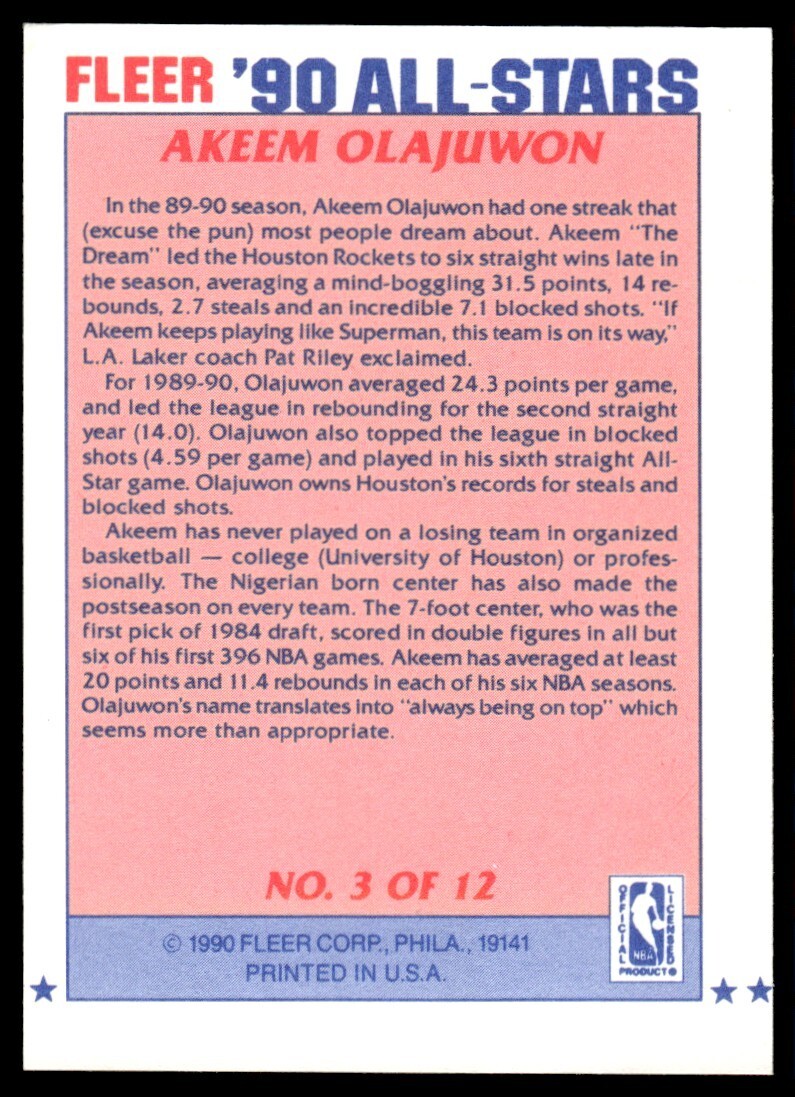 FLEER '90 ALL-STARS
AKEEM OLAJUWON
In the 89-90 season, Akeem Olajuwon had one streak that
(excuse the pun) most people dream about. Akeem "The
Dream" led the Houston Rockets to six straight wins late in
the season, averaging a mind-boggling 31.5 points, 14 re-
bounds, 2.7 steals and an incredible 7.1 blocked shots. "If
Akeem keeps playing like Superman, this team is on its way,"
L.A. Laker coach Pat Riley exclaimed.
For 1989-90, Olajuwon averaged 24.3 points per game,
and led the league in rebounding for the second straight
year (14.0). Olajuwon also topped the league in blocked
shots (4.59 per game) and played in his sixth straight All-
Star game. Olajuwon owns Houston's records for steals and
blocked shots.
Akeem has never played on a losing team in organized
basketball — college (University of Houston) or profes-
sionally. The Nigerian born center has also made the
postseason on every team. The 7-foot center, who was the
first pick of 1984 draft, scored in double figures in all but
six of his first 396 NBA games. Akeem has averaged at least
20 points and 11.4 rebounds in each of his six NBA seasons.
Olajuwon's name translates into "always being on top" which
seems more than appropriate.
NO. 3 OF 12
© 1990 FLEER CORP., PHILA., 19141
PRINTED IN U.S.A.
OFFICIAL
LICENSED
NBA
PRODUCT®